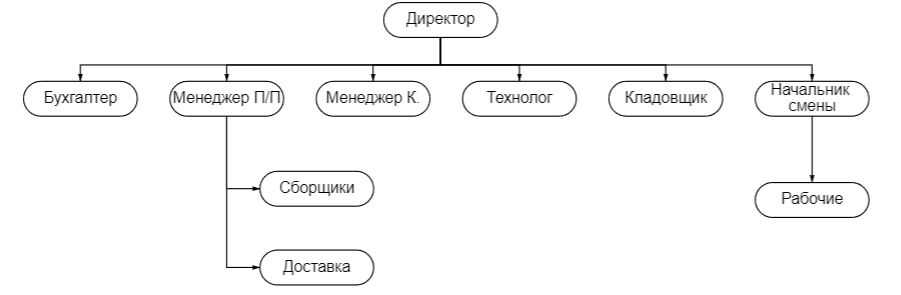 Директор
Бухгалтер
Менеджер П/П
Менеджер К.
Технолог
Кладовщик
Начальник
смены
Сборщики
Рабочие
Доставка